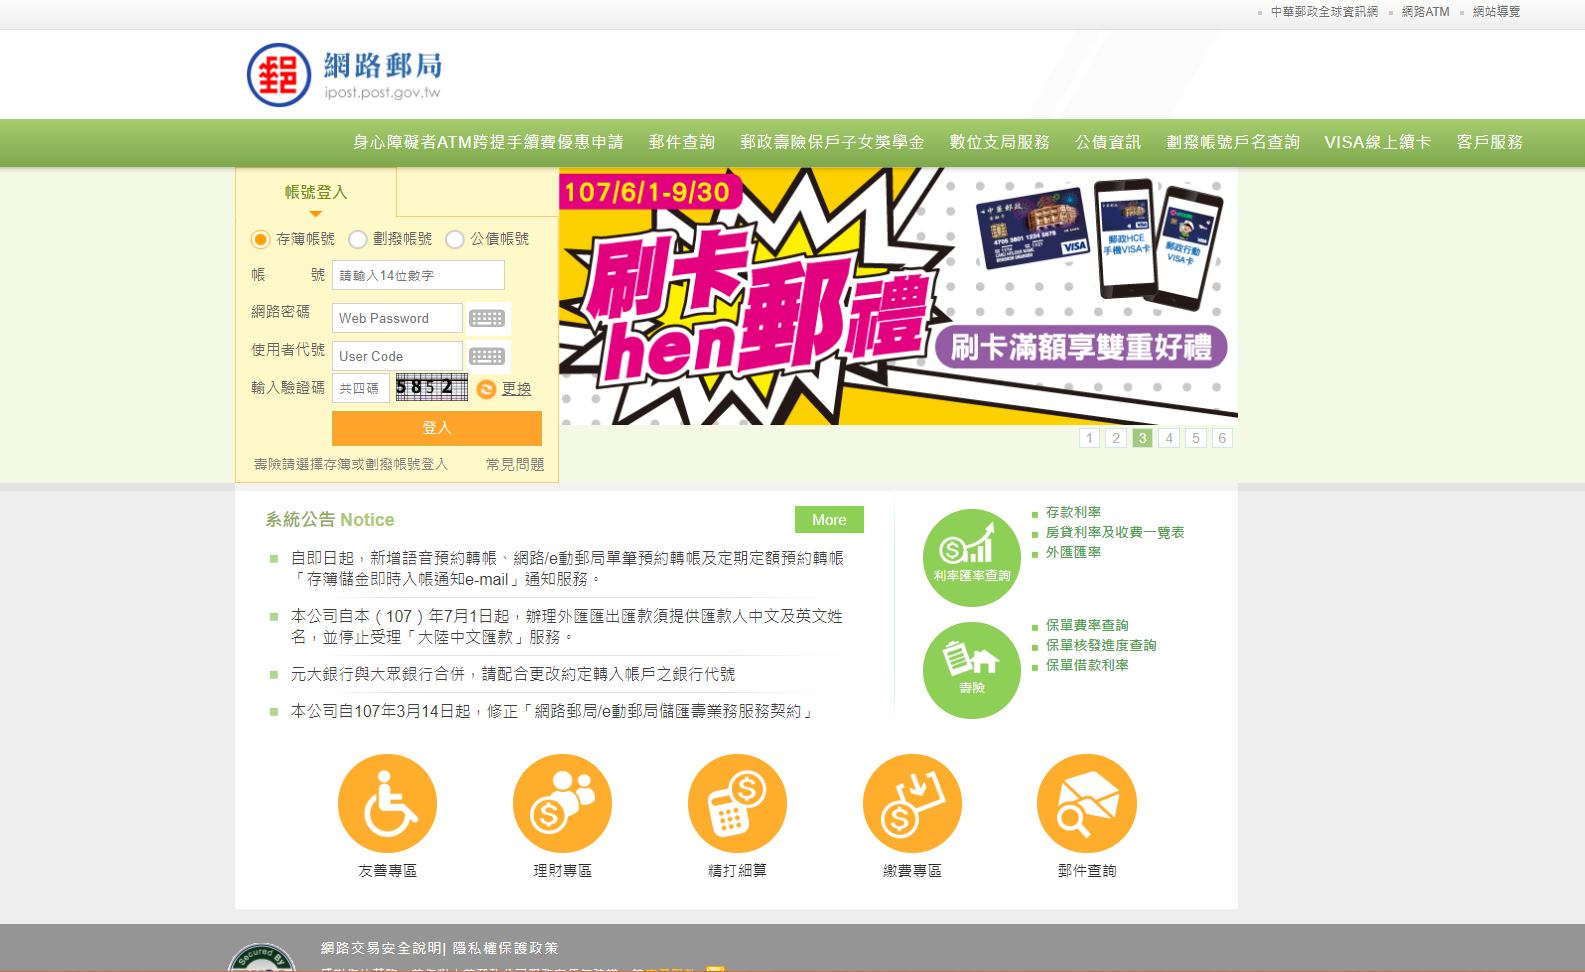 中華郵政全球資訊網 網路ATM 網站導覽
郵 網路郵局
ipost.post.gov.tw
身心障礙者ATM跨提手續費優惠申請 郵件查詢 郵政壽險保戶子女獎學金 數位支局服務 公債資訊 劃撥帳號戶名查詢 VISA線上續卡 客戶服務
帳號登入
存簿帳號 劃撥帳號 公債帳號
帳 號 請輸入14位數字
網路密碼 Web Password
使用者代號 User Code
輸入驗證碼 共四碼 5852 更換
登入
壽險請選擇存簿或劃撥帳號登入 常見問題
107/6/1-9/30
刷卡
hen郵禮
刷卡滿額享雙重好禮
中華郵政
VISA
郵政HCE
手機VISA卡
郵政行動
VISA卡
1 2 3 4 5 6
系統公告 Notice
More
自即日起，新增語音預約轉帳、網路/e動郵局單筆預約轉帳及定期定額預約轉帳
「存簿儲金即時入帳通知e-mail」通知服務。
本公司自本（107）年7月1日起，辦理外匯匯出匯款須提供匯款人中文及英文姓
名，並停止受理「大陸中文匯款」服務。
元大銀行與大眾銀行合併，請配合更改約定轉入帳戶之銀行代號
本公司自107年3月14日起，修正「網路郵局/e動郵局儲匯壽業務服務契約」
利率匯率查詢
存款利率
房貸利率及收費一覽表
外匯匯率
壽險
保單費率查詢
保單核發進度查詢
保單借款利率
友善專區 理財專區 精打細算 繳費專區 郵件查詢
Secured By
網路交易安全說明| 隱私權保護政策